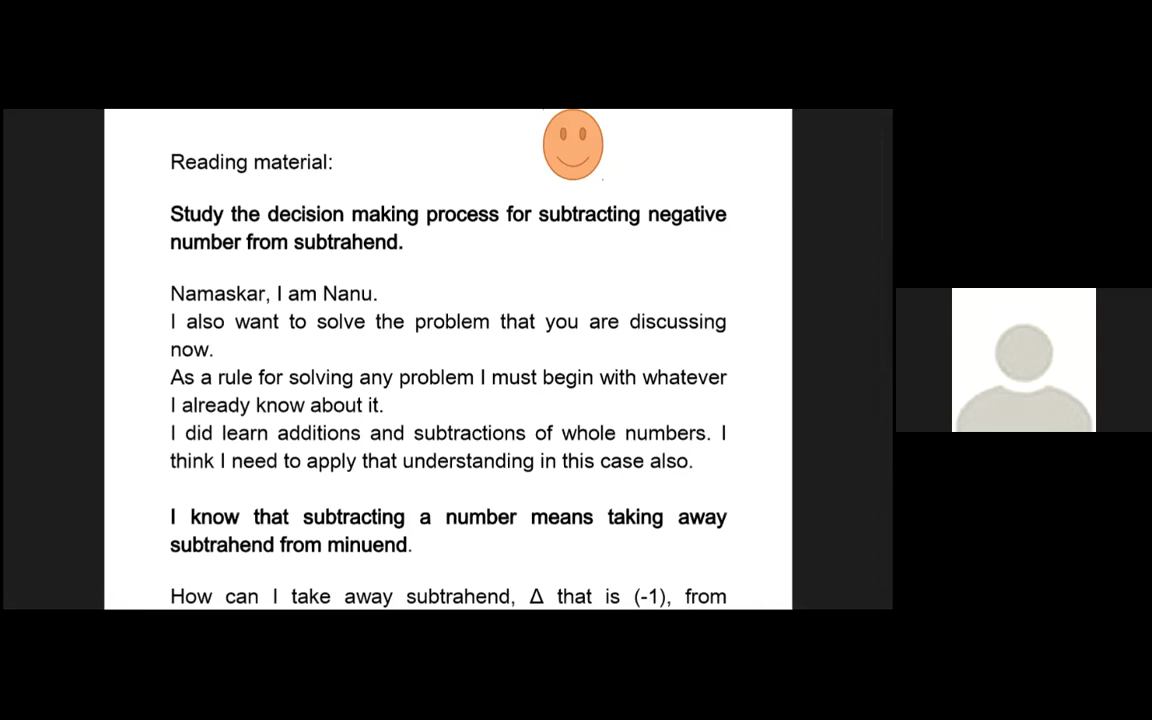 Reading material:
Study the decision making process for subtracting negative
number from subtrahend.
Namaskar, I am Nanu.
I also want to solve the problem that you are discussing
now.
As a rule for solving any problem I must begin with whatever
I already know about it.
I did learn additions and subtractions of whole numbers. I
think I need to apply that understanding in this case also.
I know that subtracting a number means taking away
subtrahend from minuend.
How can I take away subtrahend, Δ that is (-1), from